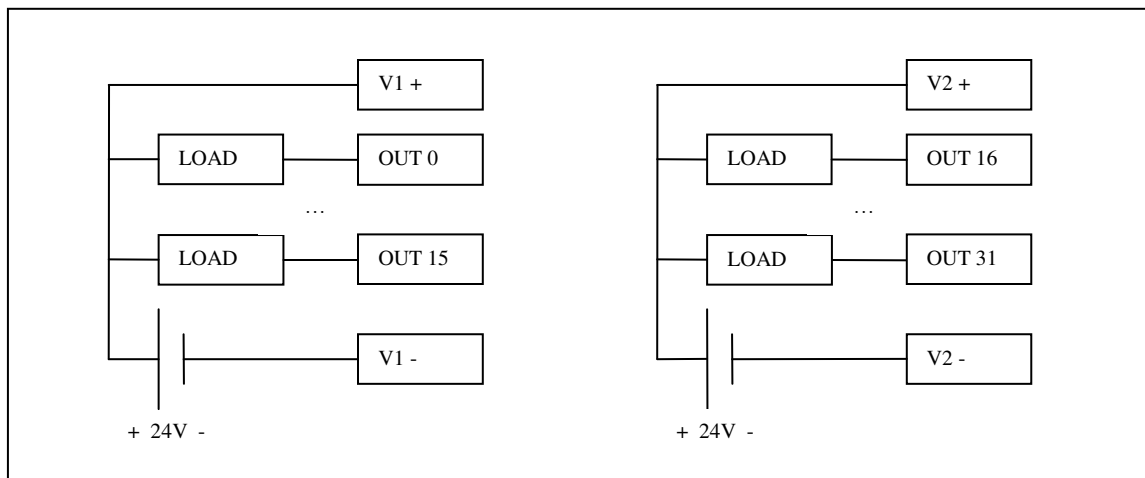 V1 +
LOAD
OUT 0
...
LOAD
OUT 15
V1 -
+ 24V -
V2 +
LOAD
OUT 16
...
LOAD
OUT 31
V2 -
+ 24V -